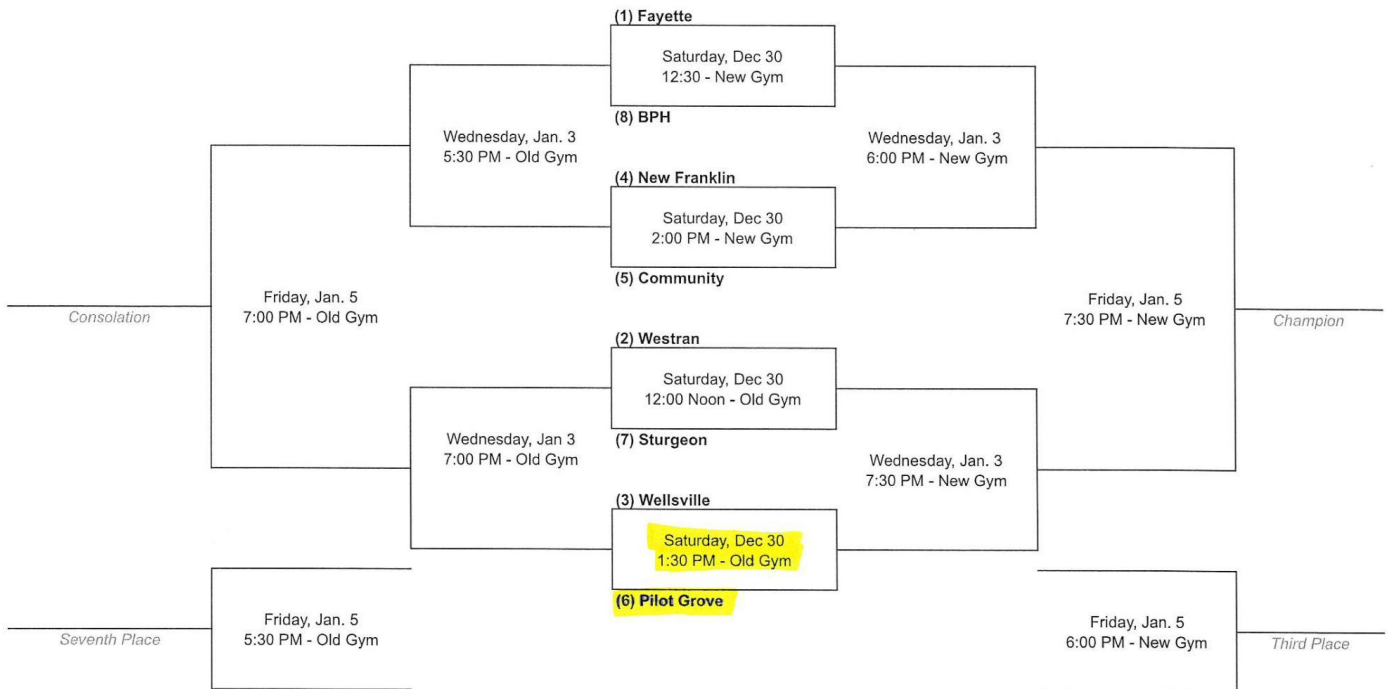 (1) Fayette
Saturday, Dec 30
12:30 - New Gym
(8) BPH
Wednesday, Jan. 3
5:30 PM - Old Gym
Wednesday, Jan. 3
6:00 PM - New Gym
(4) New Franklin
Saturday, Dec 30
2:00 PM - New Gym
(5) Community
Friday, Jan. 5
7:00 PM - Old Gym
Consolation
Friday, Jan. 5
7:30 PM - New Gym
Champion
(2) Westran
Saturday, Dec 30
12:00 Noon - Old Gym
(7) Sturgeon
Wednesday, Jan 3
7:00 PM - Old Gym
Wednesday, Jan. 3
7:30 PM - New Gym
(3) Wellsville
Saturday, Dec 30
1:30 PM - Old Gym
(6) Pilot Grove
Friday, Jan. 5
5:30 PM - Old Gym
Seventh Place
Friday, Jan. 5
6:00 PM - New Gym
Third Place